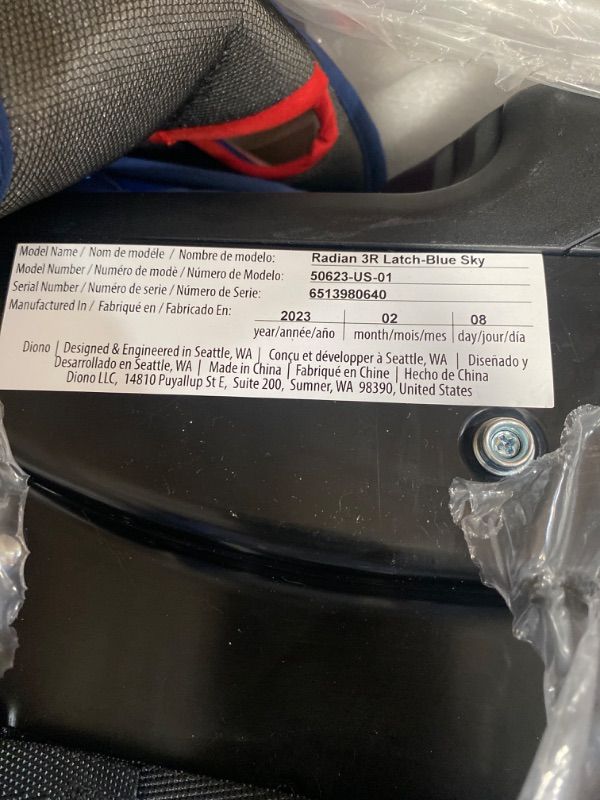 Model Name / Nom de modéle / Nombre de modelo: Radian 3R Latch-Blue Sky
Model Number / Numéro de modè / Número de Modelo: 50623-US-01
Serial Number / Numéro de serie / Número de Serie: 6513980640
Manufactured In / Fabriqué en / Fabricado En: 2023 02 08
year/année/año month/mois/mes day/jour/día
Diono | Designed & Engineered in Seattle, WA | Conçu et développer à Seattle, WA | Diseñado y
Desarrollado en Seattle, WA | Made in China | Fabriqué en Chine | Hecho de China
Diono LLC, 14810 Puyallup St E, Suite 200, Sumner, WA 98390, United States